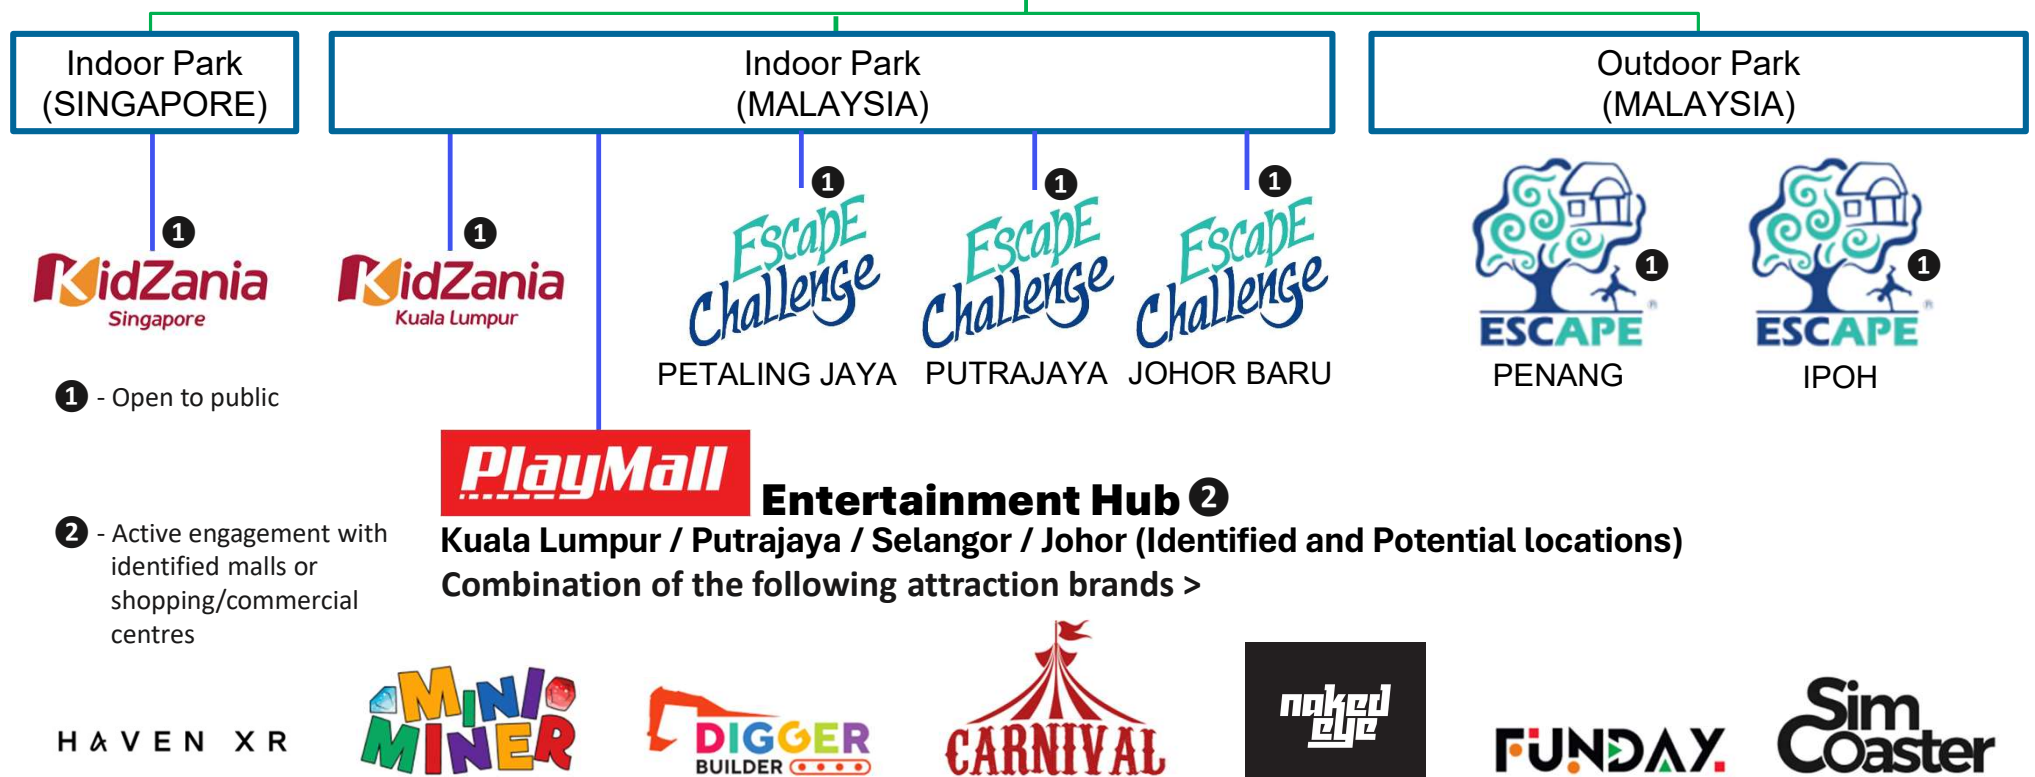 Indoor Park
(SINGAPORE)
Indoor Park
(MALAYSIA)
Outdoor Park
(MALAYSIA)
1
KidZania
Singapore
1
KidZania
Kuala Lumpur
1
Escape
Challenge
PETALING JAYA
1
Escape
Challenge
PUTRAJAYA
1
Escape
Challenge
JOHOR BARU
1
ESCAPE®
PENANG
1
ESCAPE®
IPOH
1 - Open to public
PlayMall
Entertainment Hub 2
Kuala Lumpur / Putrajaya / Selangor / Johor (Identified and Potential locations)
Combination of the following attraction brands >
2 - Active engagement with
identified malls or
shopping/commercial
centres
HAVEN XR
MINI
MINER
DIGGER
BUILDER
CARNIVAL
naked
eye
FUNDAY.
Sim
Coaster